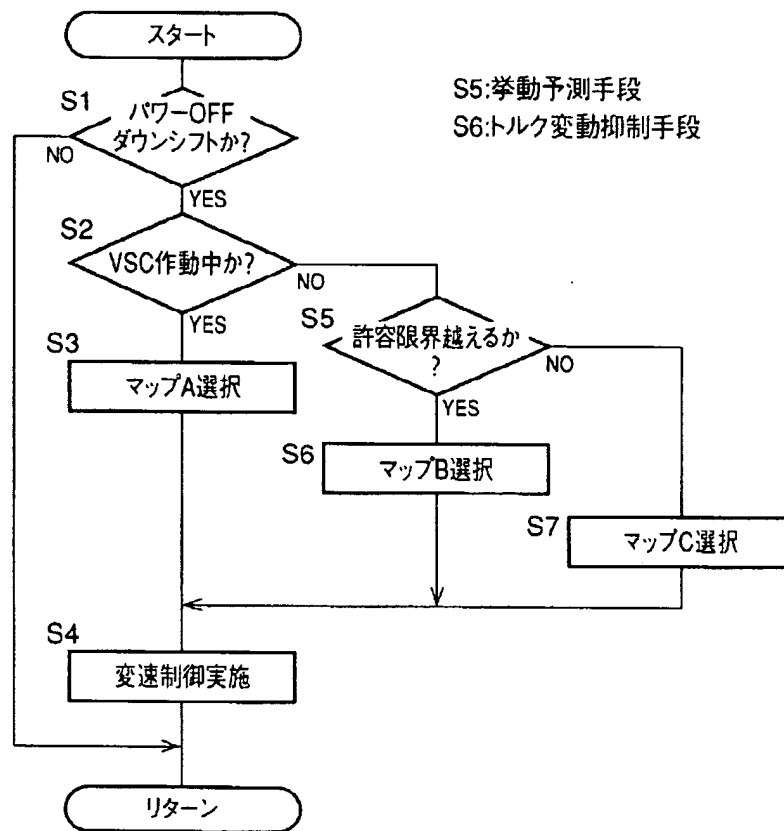 スタート
S1
パワーOFF
ダウンシフトか?
NO
YES
S5:挙動予測手段
S6:トルク変動抑制手段
S2
VSC作動中か?
NO
YES
S3
マップA選択
S5
許容限界越えるか
?
NO
YES
S6
マップB選択
S7
マップC選択
S4
変速制御実施
リターン